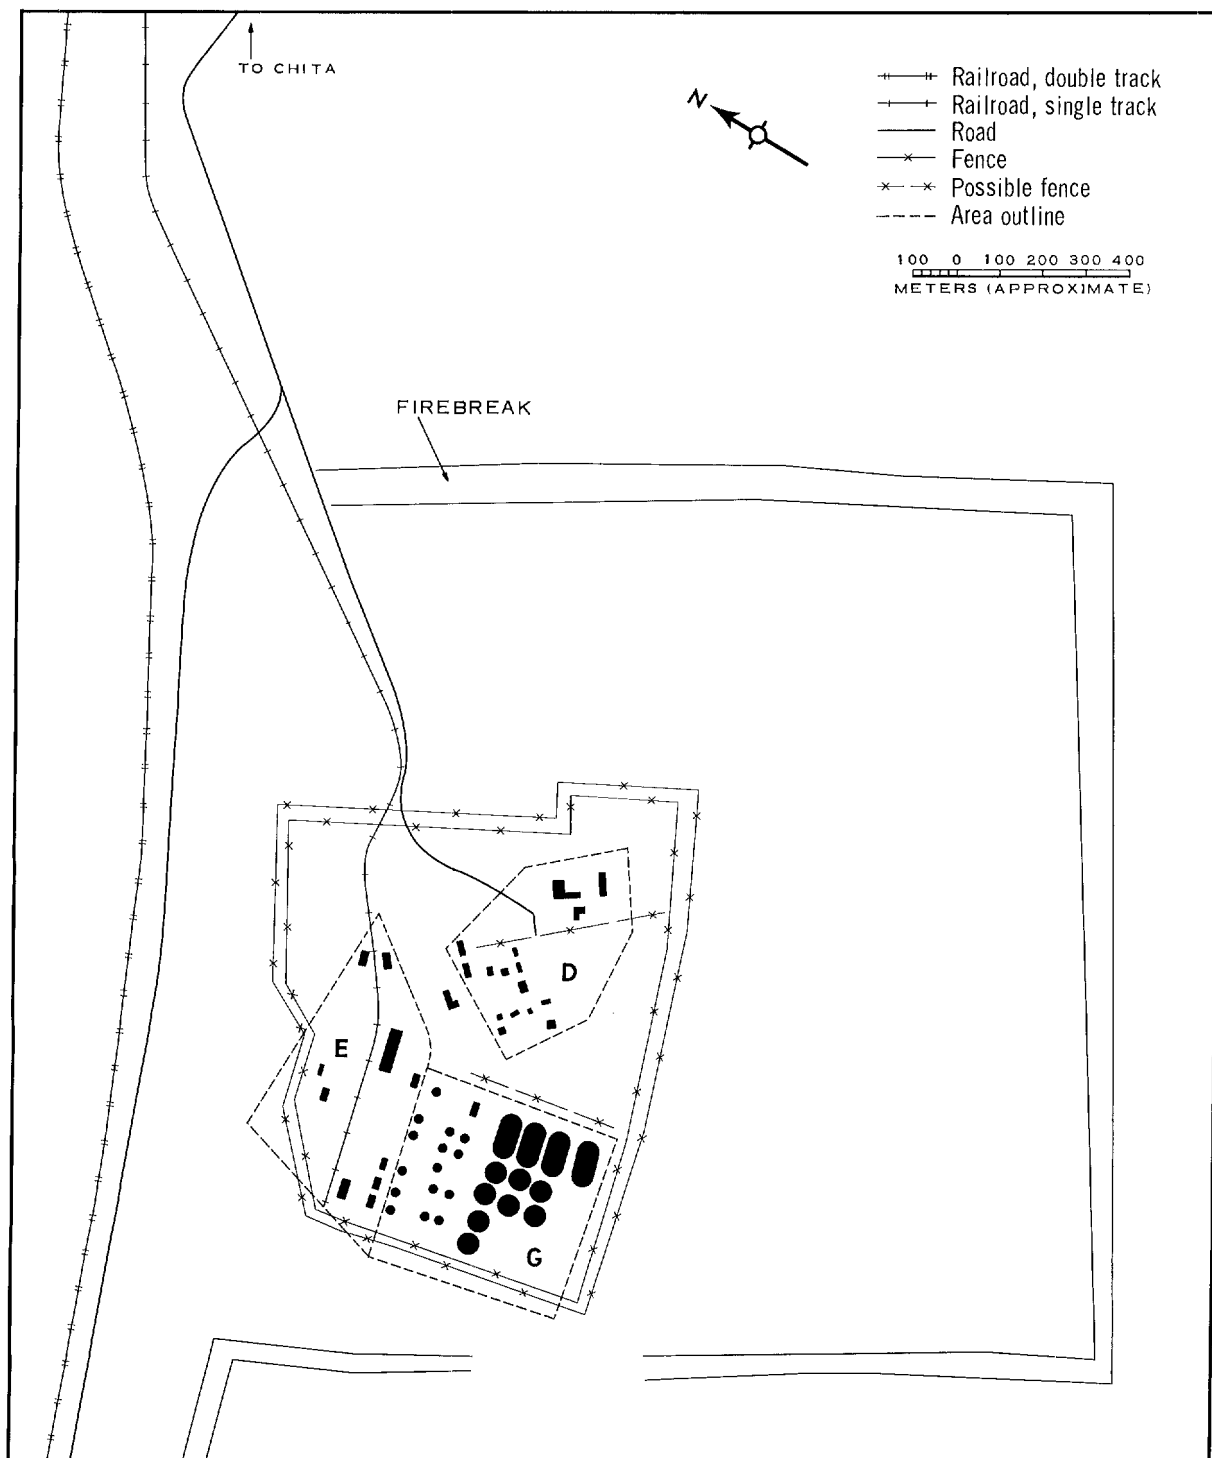 TO CHITA
N
Railroad, double track
Railroad, single track
Road
Fence
Possible fence
Area outline
100 0 100 200 300 400
METERS (APPROXIMATE)
FIREBREAK
D
E
G